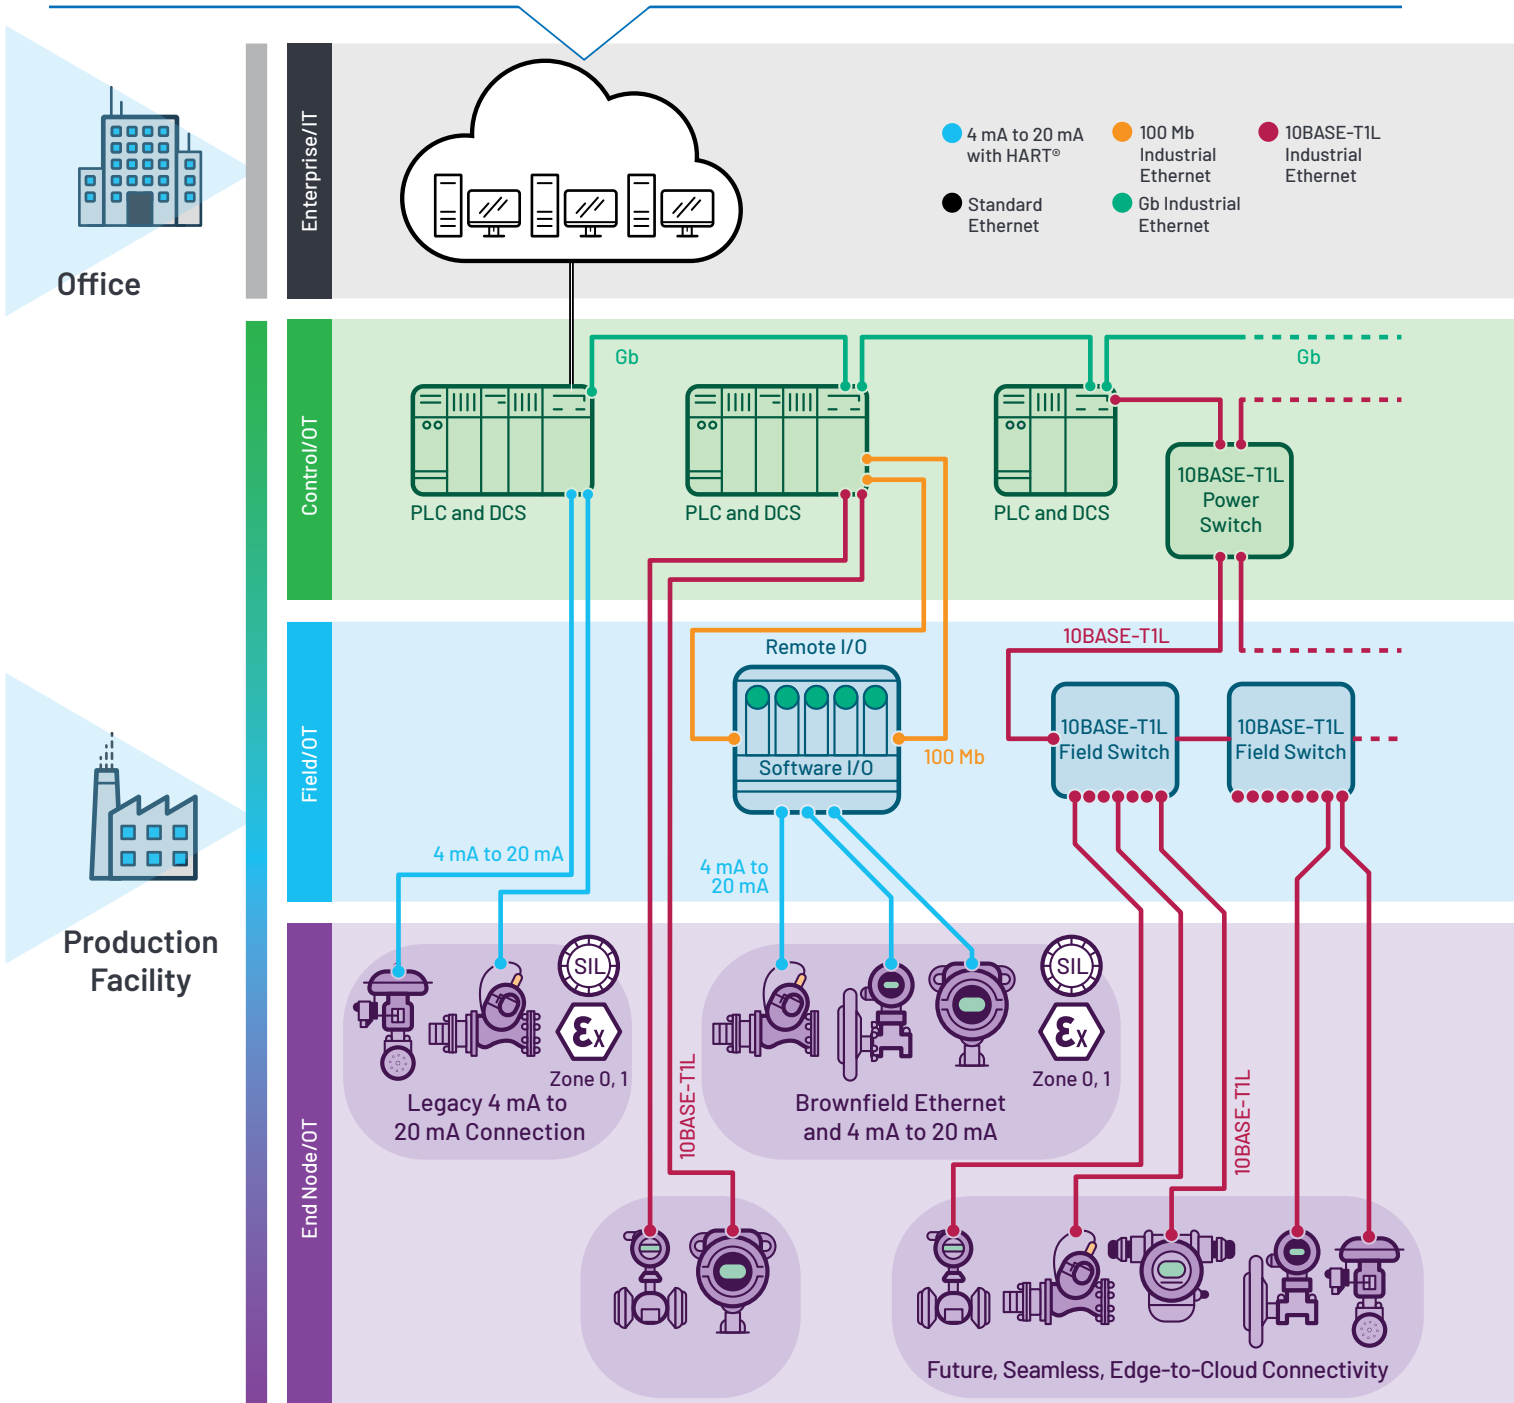 Office
Production
Facility
Enterprise/IT
4 mA to 20 mA
with HART®
100 Mb
Industrial
Ethernet
10BASE-T1L
Industrial
Ethernet
Standard
Ethernet
Gb Industrial
Ethernet
Control/OT
Gb
Gb
PLC and DCS
PLC and DCS
PLC and DCS
10BASE-T1L
Power
Switch
Field/OT
10BASE-T1L
Remote I/O
Software I/O
100 Mb
10BASE-T1L
Field Switch
10BASE-T1L
Field Switch
4 mA to 20 mA
4 mA to
20 mA
End Node/OT
SIL
εx
Zone 0, 1
Legacy 4 mA to
20 mA Connection
10BASE-T1L
SIL
εx
Zone 0, 1
Brownfield Ethernet
and 4 mA to 20 mA
10BASE-T1L
Future, Seamless, Edge-to-Cloud Connectivity